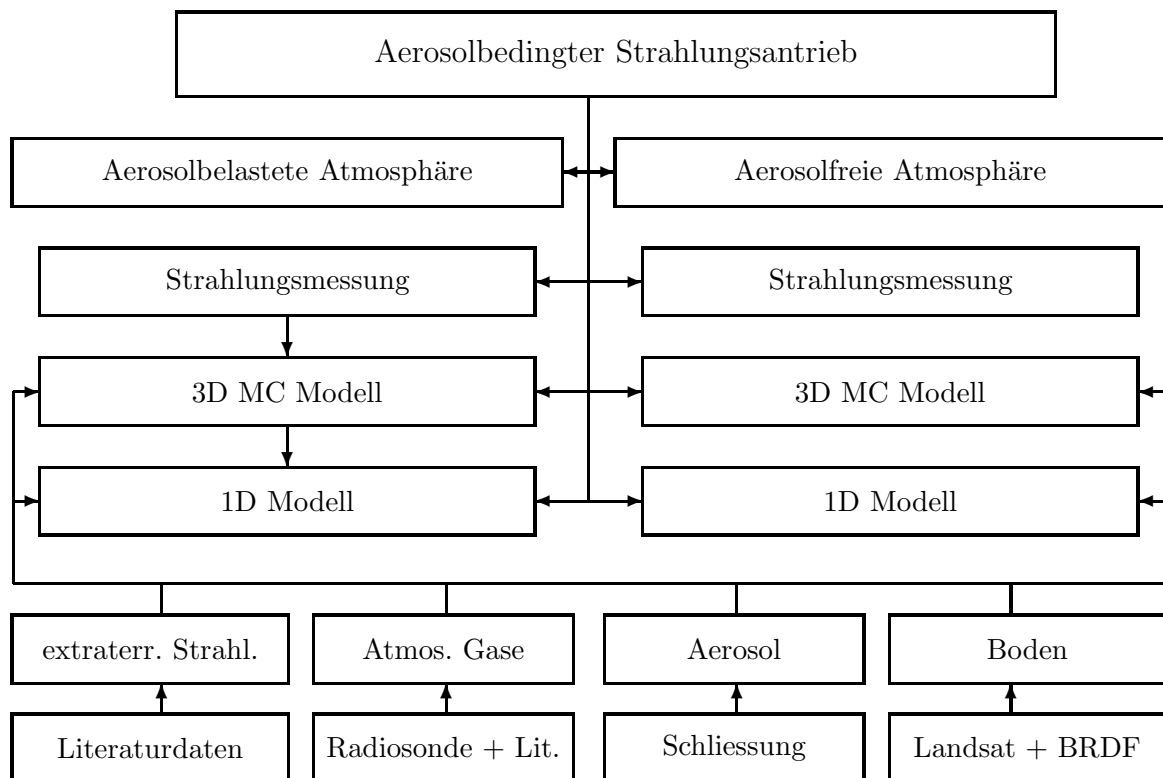 Aerosolbedingter Strahlungsantrieb
Aerosolbelastete Atmosphäre
Aerosolfreie Atmosphäre
Strahlungsmessung
Strahlungsmessung
3D MC Modell
3D MC Modell
1D Modell
1D Modell
extraterr. Strahl.
Atmos. Gase
Aerosol
Boden
Literaturdaten
Radiosonde + Lit.
Schliessung
Landsat + BRDF